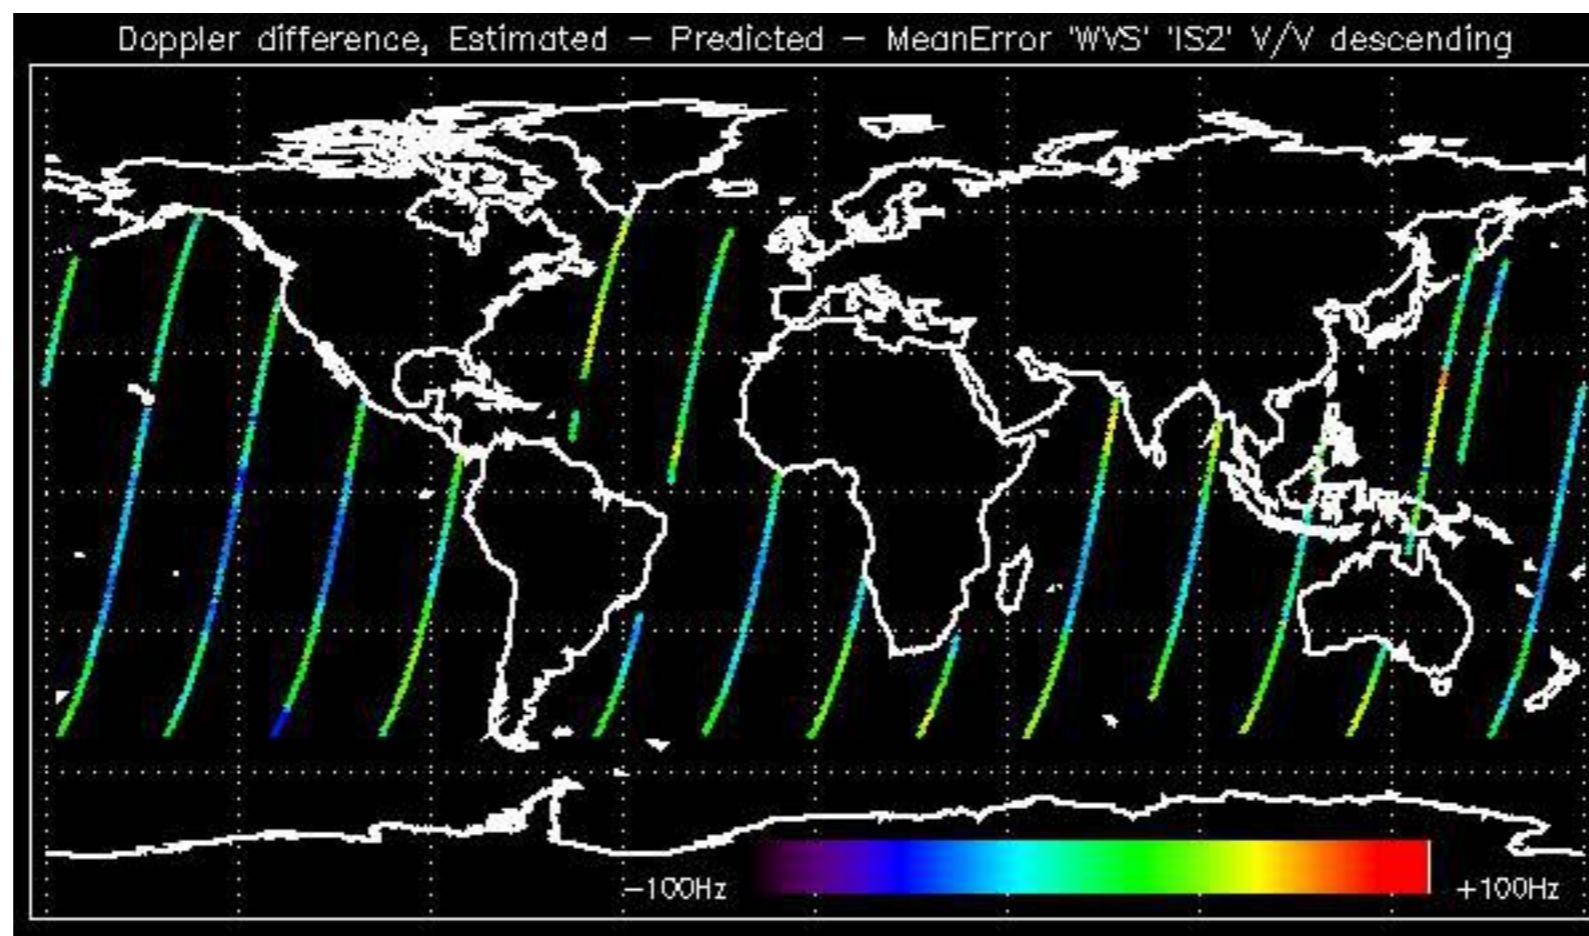 Doppler difference, Estimated – Predicted – MeanError 'WVS' 'IS2' V/V descending
–100Hz
+100Hz